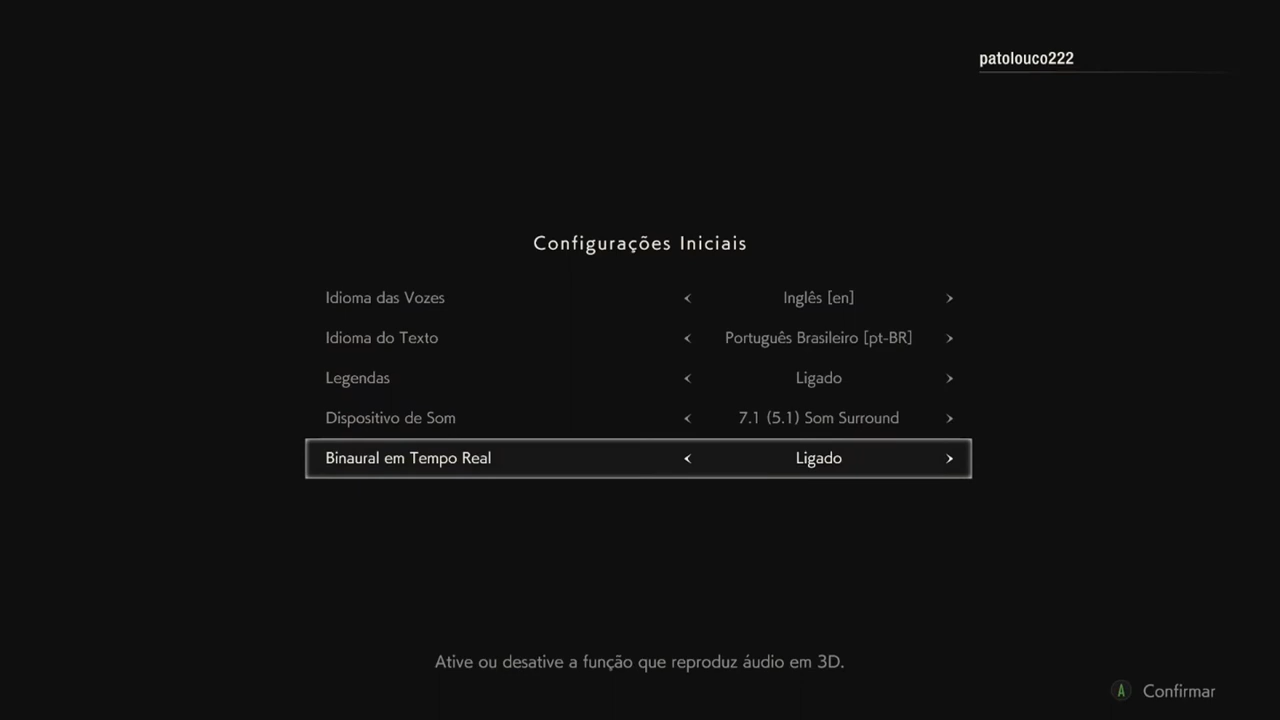 patolouco222
Configurações Iniciais
Idioma das Vozes < Inglês [en] >
Idioma do Texto < Português Brasileiro [pt-BR] >
Legendas < Ligado >
Dispositivo de Som < 7.1 (5.1) Som Surround >
Binaural em Tempo Real < Ligado >
Ative ou desative a função que reproduz áudio em 3D.
A Confirmar